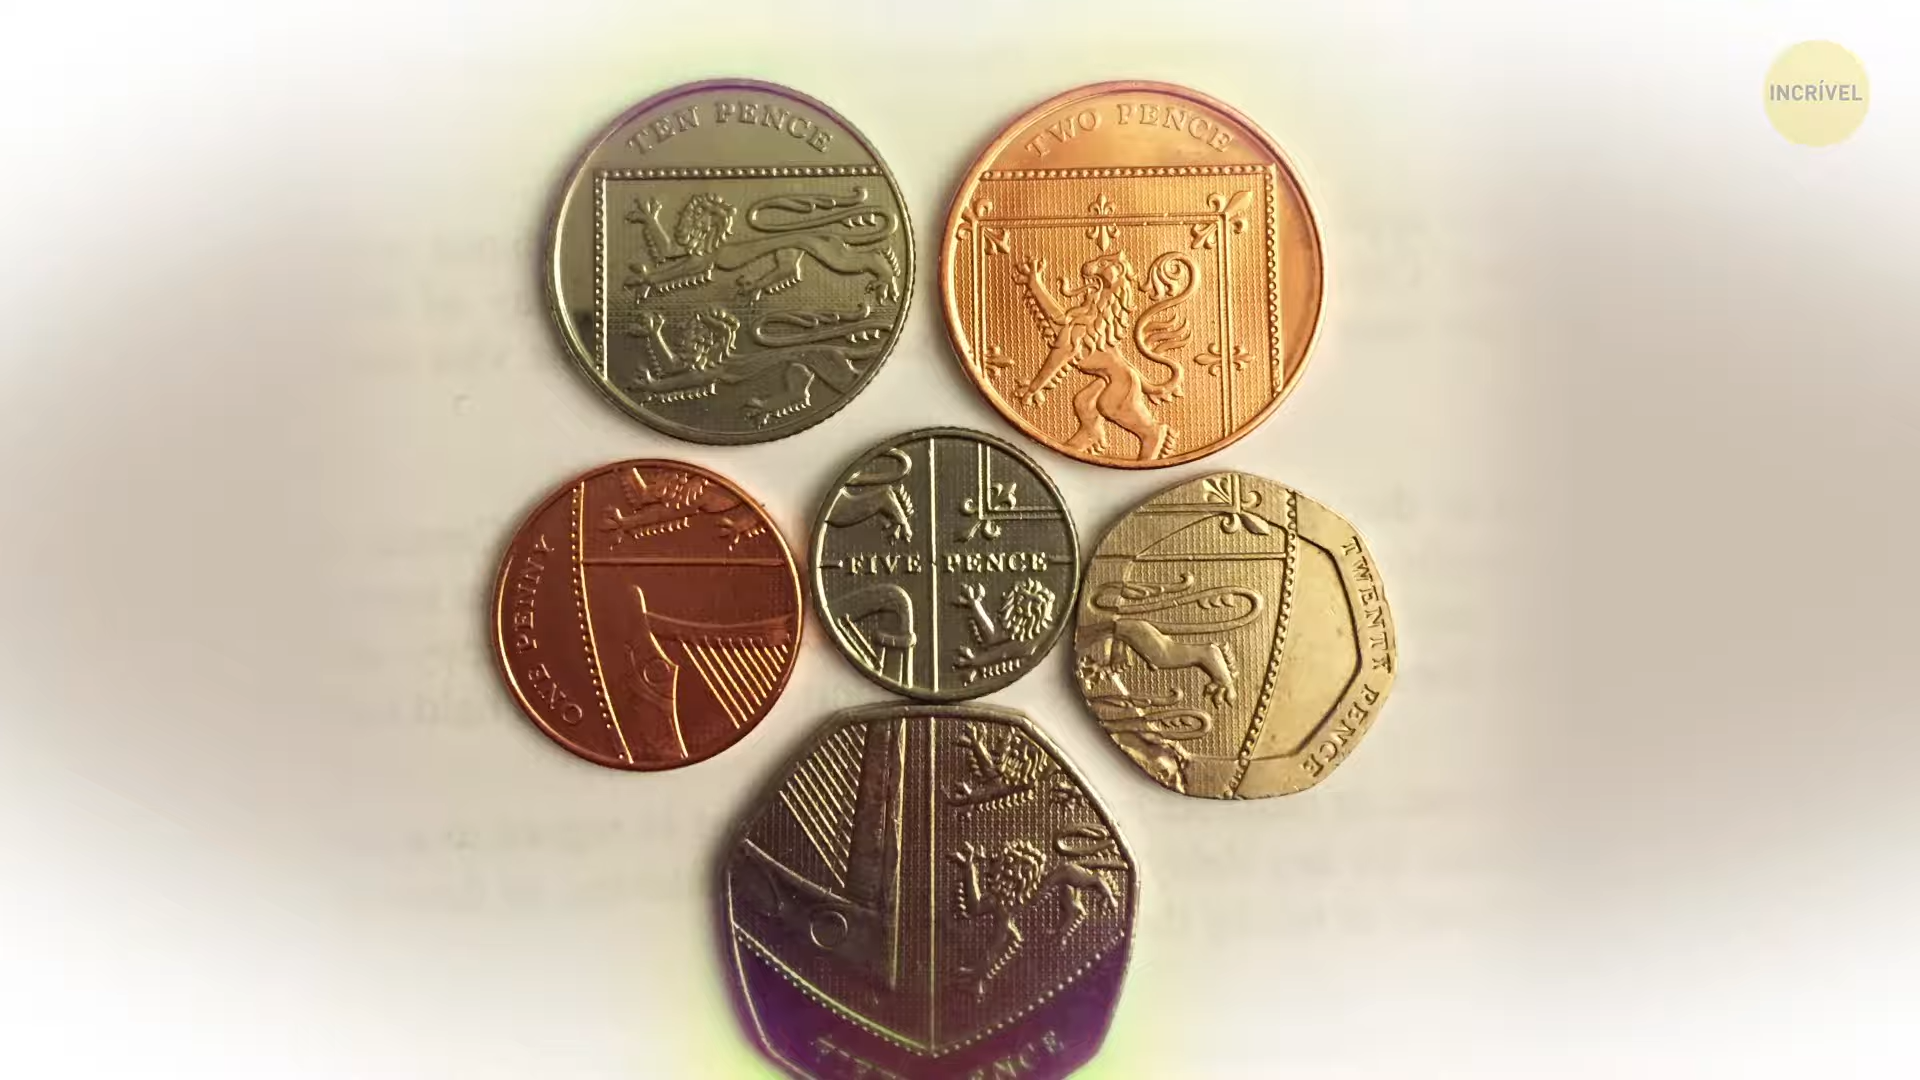 INCRÍVEL
TEN PENCE
TWO PENCE
ONE PENNY
FIVE PENCE
TWENTY PENCE